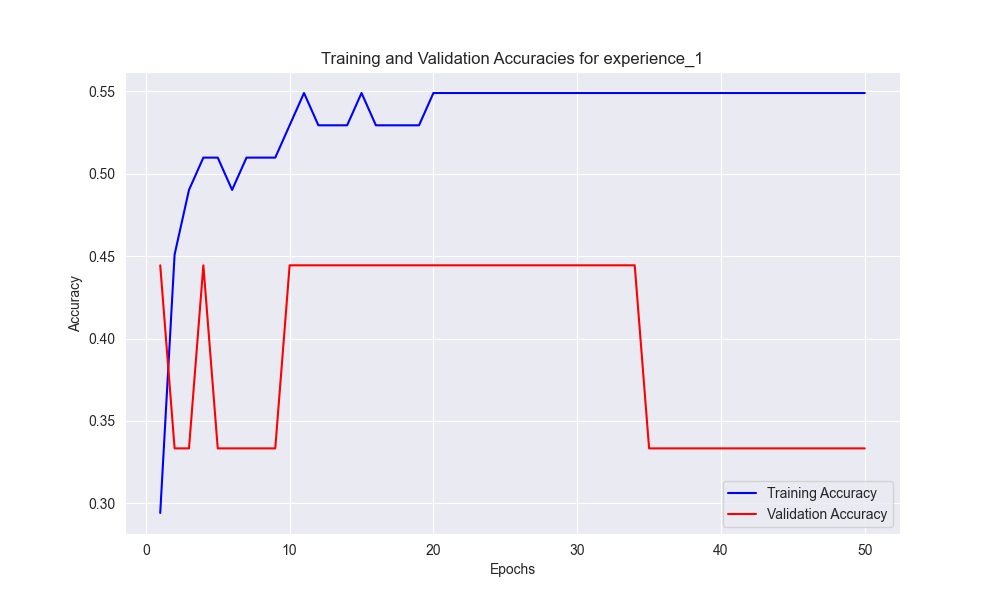 Training and Validation Accuracies for experience_1
0.55
0.50
0.45
0.40
0.35
0.30
Accuracy
0 10 20 30 40 50
Epochs
Training Accuracy
Validation Accuracy